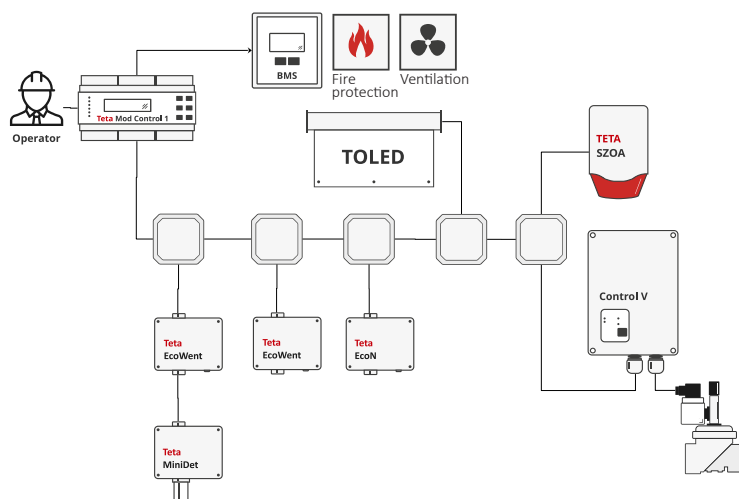 BMS
Fire
protection
Ventilation
Teta Mod Control 1
Operator
TOLED
TETA
SZOA
Control V
Teta
EcoWent
Teta
EcoWent
Teta
EcoN
Teta
MiniDet